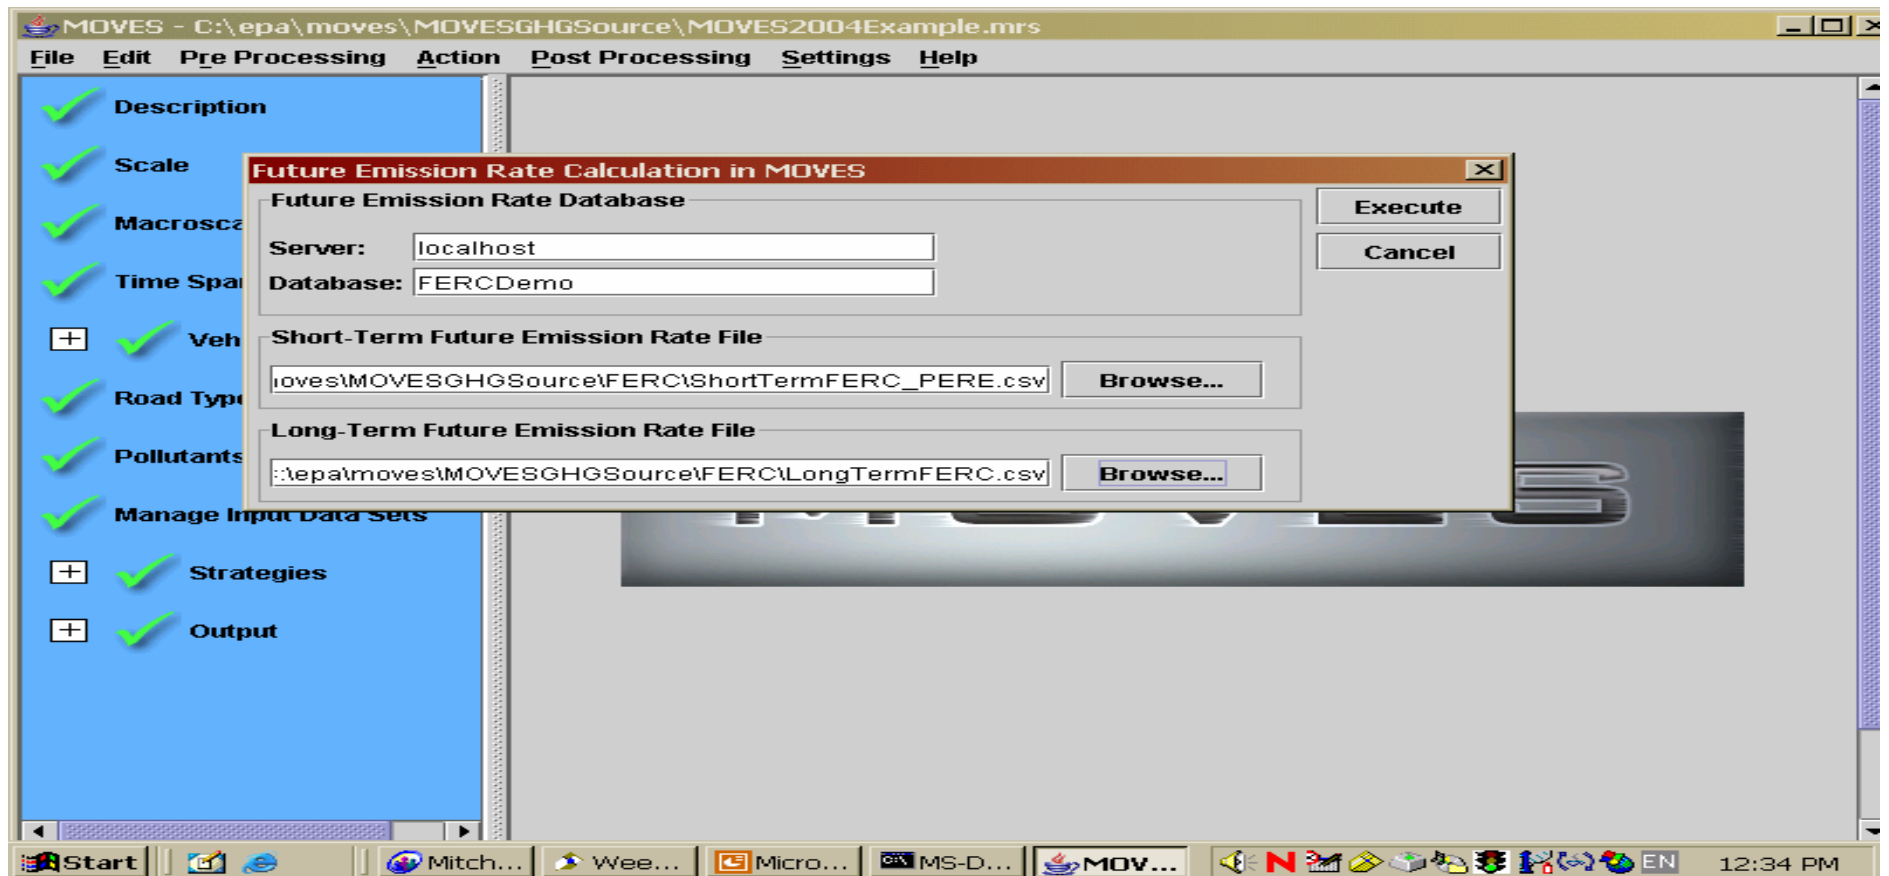 MOVES - C:\epa\moves\MOVESGHGSource\MOVES2004Example.mrs
File Edit Pre Processing Action Post Processing Settings Help
Description
Scale
Macrosca
Time Spa
Veh
Road Type
Pollutants
Manage Input Data Sets
Strategies
Output
Future Emission Rate Calculation in MOVES
Future Emission Rate Database
Server: localhost
Database: FERCDemo
Execute
Cancel
Short-Term Future Emission Rate File
oves\MOVESGHGSource\FERC\ShortTermFERC_PERE.csv Browse...
Long-Term Future Emission Rate File
:\epa\moves\MOVESGHGSource\FERC\LongTermFERC.csv Browse...
MOVES
Start Mitch... Wee... Micro... MS-D... MOV... N EN 12:34 PM